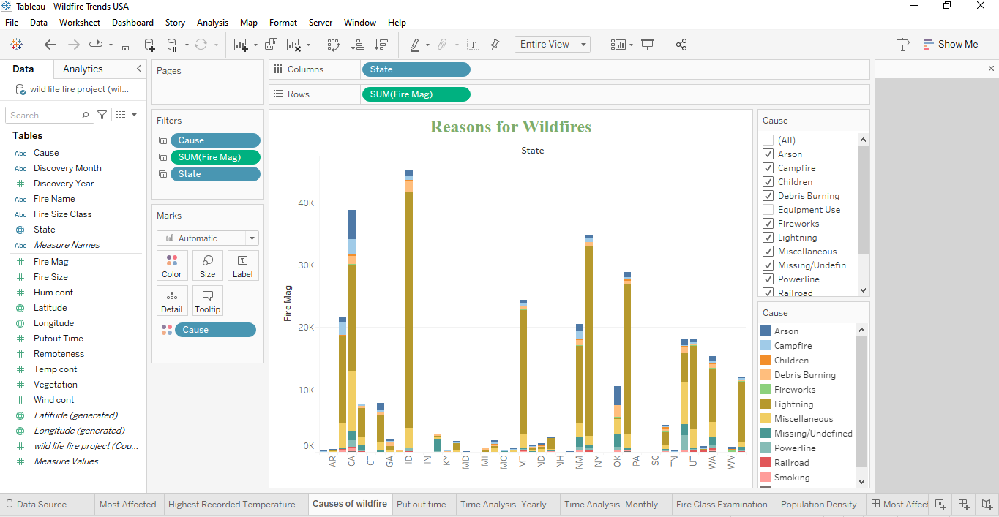 Tableau - Wildfire Trends USA
File Data Worksheet Dashboard Story Analysis Map Format Server Window Help
Entire View
Show Me
Data Analytics
wild life fire project (wil...
Search
Tables
Abc Cause
Abc Discovery Month
# Discovery Year
Abc Fire Name
Abc Fire Size Class
State
Abc Measure Names
# Fire Mag
# Fire Size
# Hum cont
Latitude
Longitude
# Putout Time
# Remoteness
# Temp cont
# Vegetation
# Wind cont
Latitude (generated)
Longitude (generated)
# wild life fire project (Cou...
# Measure Values
Pages
Filters
Cause
SUM(Fire Mag)
State
Marks
Automatic
Color Size Label
Detail Tooltip
Cause
Columns State
Rows SUM(Fire Mag)
Reasons for Wildfires
State
Fire Mag
40K
30K
20K
10K
0K
AR CA CT GA ID IN KY MD MI MO MT ND NH NM NY OK PA SC TN UT WA WV
Cause
(All)
Arson
Campfire
Children
Debris Burning
Equipment Use
Fireworks
Lightning
Miscellaneous
Missing/Undefin...
Powerline
Railroad
Cause
Arson
Campfire
Children
Debris Burning
Fireworks
Lightning
Miscellaneous
Missing/Undefined
Powerline
Railroad
Smoking
Data Source Most Affected Highest Recorded Temperature Causes of wildfire Put out time Time Analysis -Yearly Time Analysis -Monthly Fire Class Examination Population Density Most Affect